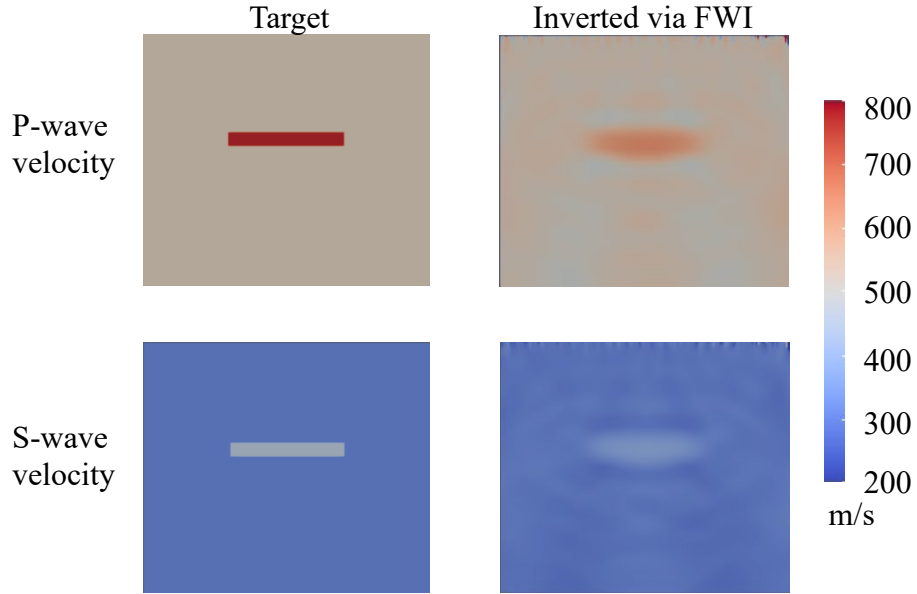 Target
Inverted via FWI
P-wave
velocity
S-wave
velocity
800
700
600
500
400
300
200
m/s